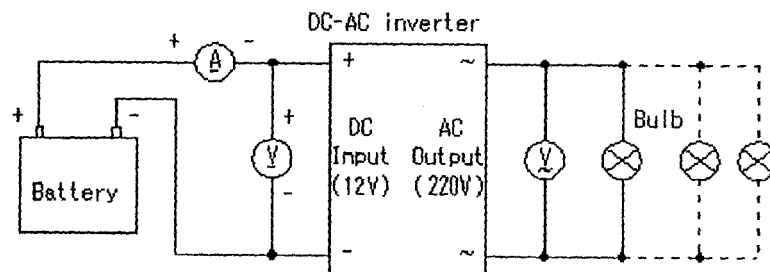 DC-AC inverter
+ A -
+ ~
+ -
+
V
-
DC
Input
(12V)
AC
Output
(220V)
V
~
Bulb
Battery
- ~